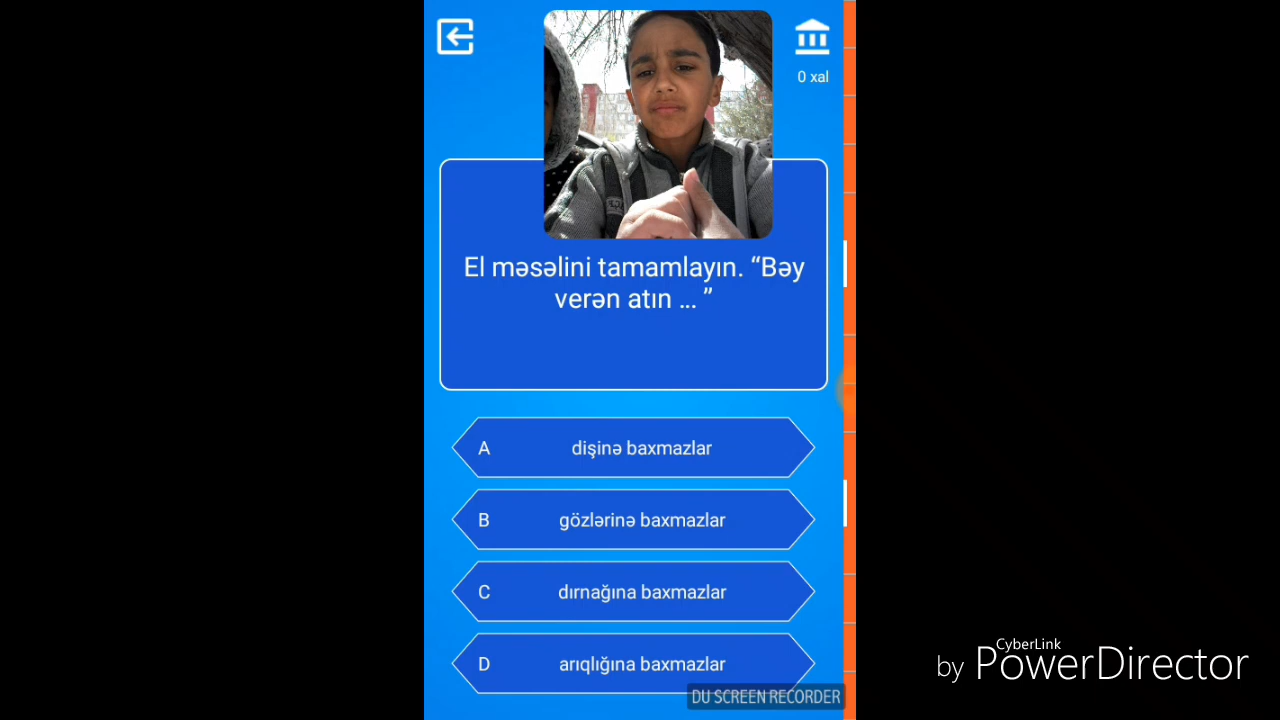 0 xal
El məsəlini tamamlayın. “Bəy
verən atın ... ”
A dişinə baxmazlar
B gözlərinə baxmazlar
C dırnağına baxmazlar
D arıqlığına baxmazlar
DU SCREEN RECORDER
CyberLink
by PowerDirector